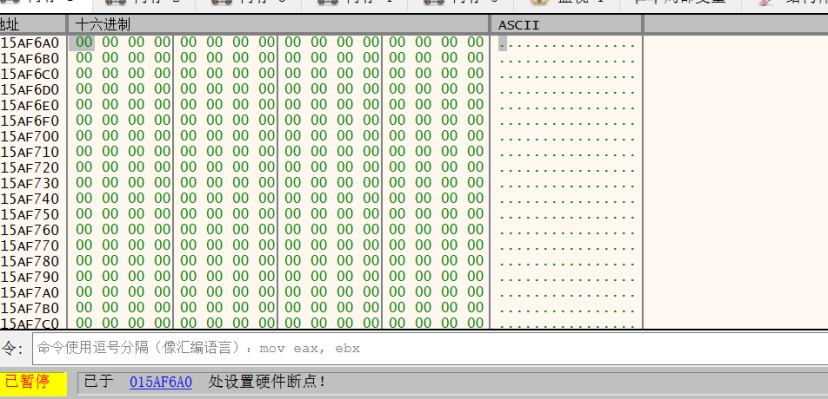 地址 十六进制 ASCII
15AF6A0 00 00 00 00 00 00 00 00 00 00 00 00 00 00 00 00 ................
15AF6B0 00 00 00 00 00 00 00 00 00 00 00 00 00 00 00 00 ................
15AF6C0 00 00 00 00 00 00 00 00 00 00 00 00 00 00 00 00 ................
15AF6D0 00 00 00 00 00 00 00 00 00 00 00 00 00 00 00 00 ................
15AF6E0 00 00 00 00 00 00 00 00 00 00 00 00 00 00 00 00 ................
15AF6F0 00 00 00 00 00 00 00 00 00 00 00 00 00 00 00 00 ................
15AF700 00 00 00 00 00 00 00 00 00 00 00 00 00 00 00 00 ................
15AF710 00 00 00 00 00 00 00 00 00 00 00 00 00 00 00 00 ................
15AF720 00 00 00 00 00 00 00 00 00 00 00 00 00 00 00 00 ................
15AF730 00 00 00 00 00 00 00 00 00 00 00 00 00 00 00 00 ................
15AF740 00 00 00 00 00 00 00 00 00 00 00 00 00 00 00 00 ................
15AF750 00 00 00 00 00 00 00 00 00 00 00 00 00 00 00 00 ................
15AF760 00 00 00 00 00 00 00 00 00 00 00 00 00 00 00 00 ................
15AF770 00 00 00 00 00 00 00 00 00 00 00 00 00 00 00 00 ................
15AF780 00 00 00 00 00 00 00 00 00 00 00 00 00 00 00 00 ................
15AF790 00 00 00 00 00 00 00 00 00 00 00 00 00 00 00 00 ................
15AF7A0 00 00 00 00 00 00 00 00 00 00 00 00 00 00 00 00 ................
15AF7B0 00 00 00 00 00 00 00 00 00 00 00 00 00 00 00 00 ................
15AF7C0 00 00 00 00 00 00 00 00 00 00 00 00 00 00 00 00 ................
令: 命令使用逗号分隔（像汇编语言）：mov eax, ebx
已暂停 已于 015AF6A0 处设置硬件断点！